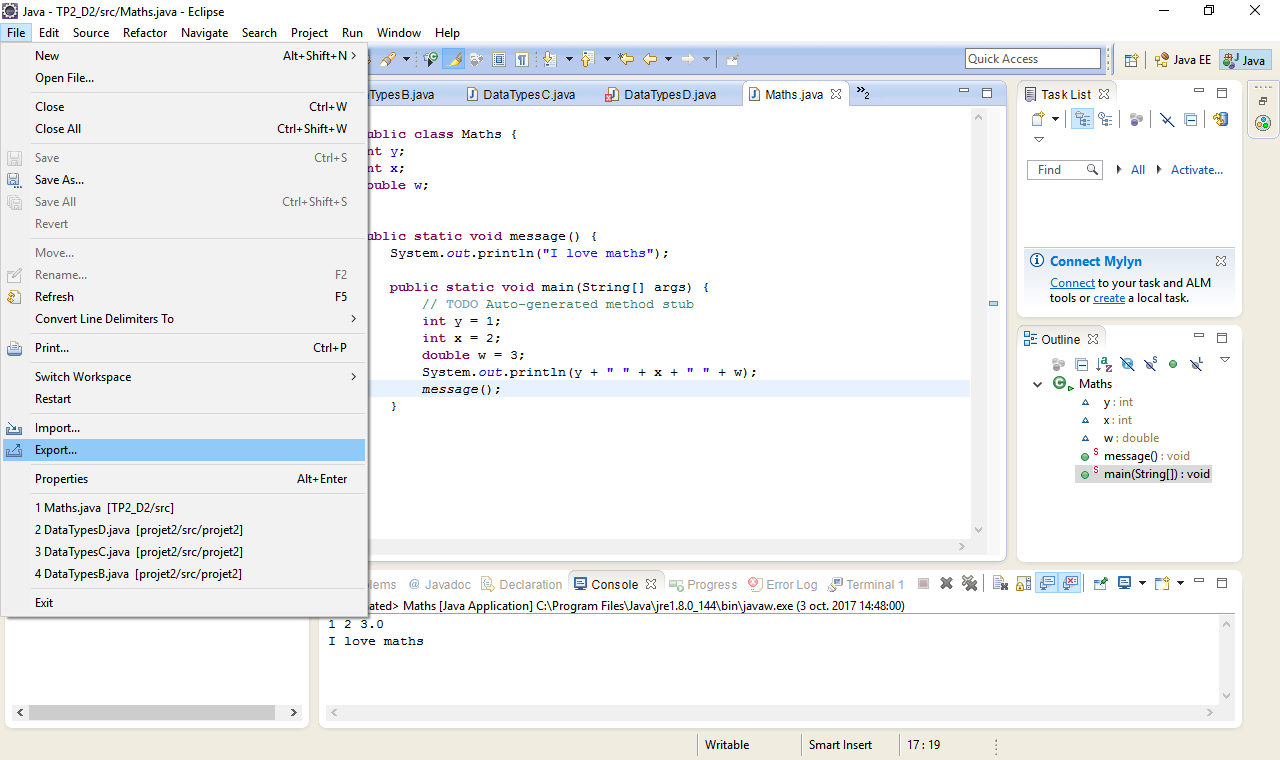 Java - TP2_D2/src/Maths.java - Eclipse
File Edit Source Refactor Navigate Search Project Run Window Help
New Alt+Shift+N
Open File...
Close Ctrl+W
Close All Ctrl+Shift+W
Save Ctrl+S
Save As...
Save All Ctrl+Shift+S
Revert
Move...
Rename... F2
Refresh F5
Convert Line Delimiters To
Print... Ctrl+P
Switch Workspace
Restart
Import...
Export...
Properties Alt+Enter
1 Maths.java [TP2_D2/src]
2 DataTypesD.java [projet2/src/projet2]
3 DataTypesC.java [projet2/src/projet2]
4 DataTypesB.java [projet2/src/projet2]
Exit
Quick Access
Java EE
Java
TypesB.java DataTypesC.java DataTypesD.java Maths.java »2
ublic class Maths {
nt y;
nt x;
ouble w;
ublic static void message() {
System.out.println("I love maths");
public static void main(String[] args) {
// TODO Auto-generated method stub
int y = 1;
int x = 2;
double w = 3;
System.out.println(y + " " + x + " " + w);
message();
}
Task List
Find All Activate...
Connect Mylyn
Connect to your task and ALM
tools or create a local task.
Outline
Maths
y : int
x : int
w : double
message() : void
main(String[]) : void
lems @ Javadoc Declaration Console Progress Error Log Terminal 1
ated> Maths [Java Application] C:\Program Files\Java\jre1.8.0_144\bin\javaw.exe (3 oct. 2017 14:48:00)
1 2 3.0
I love maths
Writable Smart Insert 17 : 19